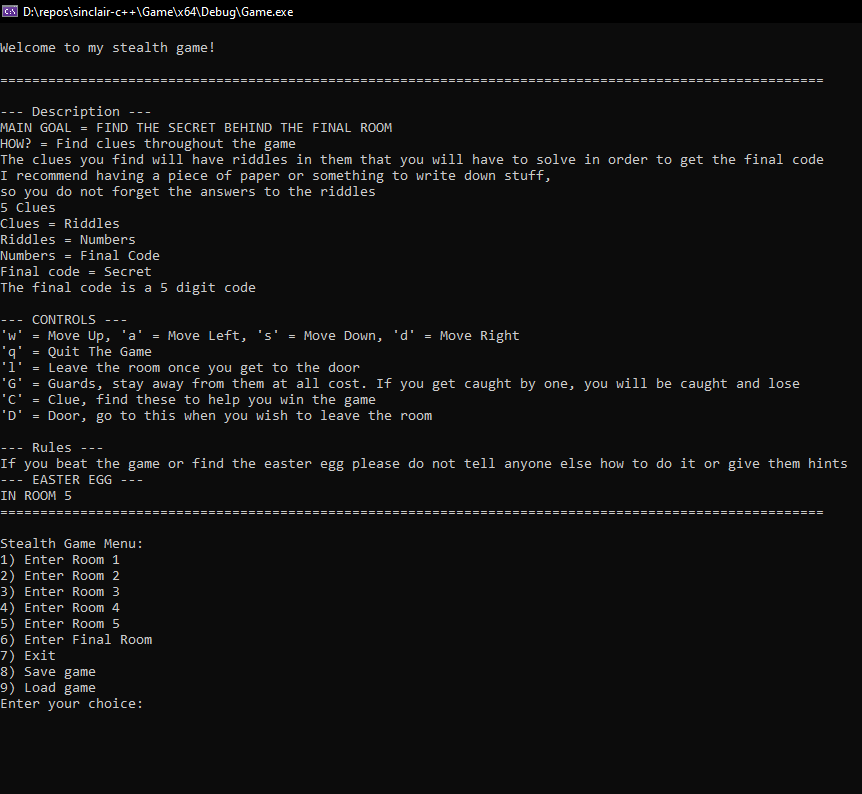 D:\repos\sinclair-c++\Game\x64\Debug\Game.exe
Welcome to my stealth game!
=======================================================================================================
--- Description ---
MAIN GOAL = FIND THE SECRET BEHIND THE FINAL ROOM
HOW? = Find clues throughout the game
The clues you find will have riddles in them that you will have to solve in order to get the final code
I recommend having a piece of paper or something to write down stuff,
so you do not forget the answers to the riddles
5 Clues
Clues = Riddles
Riddles = Numbers
Numbers = Final Code
Final code = Secret
The final code is a 5 digit code
--- CONTROLS ---
'w' = Move Up, 'a' = Move Left, 's' = Move Down, 'd' = Move Right
'q' = Quit The Game
'l' = Leave the room once you get to the door
'G' = Guards, stay away from them at all cost. If you get caught by one, you will be caught and lose
'C' = Clue, find these to help you win the game
'D' = Door, go to this when you wish to leave the room
--- Rules ---
If you beat the game or find the easter egg please do not tell anyone else how to do it or give them hints
--- EASTER EGG ---
IN ROOM 5
=======================================================================================================
Stealth Game Menu:
1) Enter Room 1
2) Enter Room 2
3) Enter Room 3
4) Enter Room 4
5) Enter Room 5
6) Enter Final Room
7) Exit
8) Save game
9) Load game
Enter your choice: